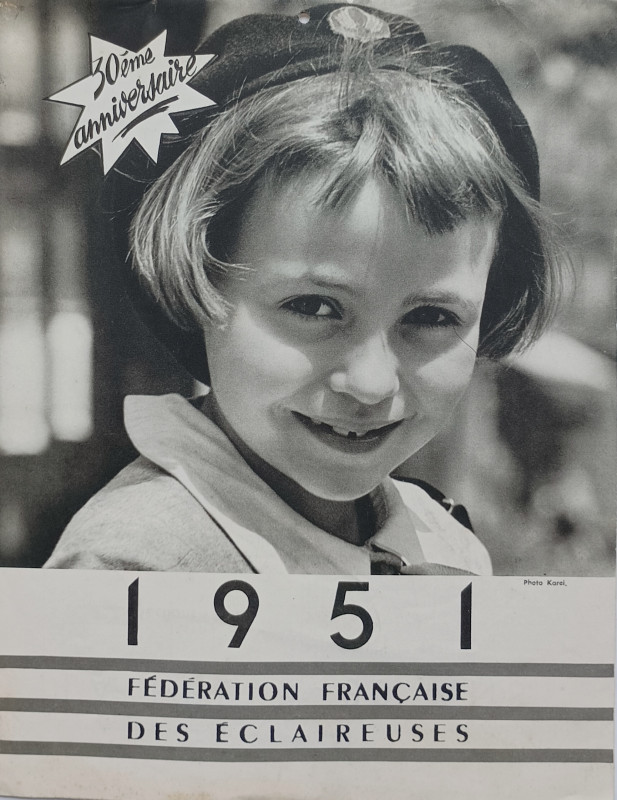 30ème
anniversaire
Photo Karel.
1951
FÉDÉRATION FRANÇAISE
DES ÉCLAIREUSES